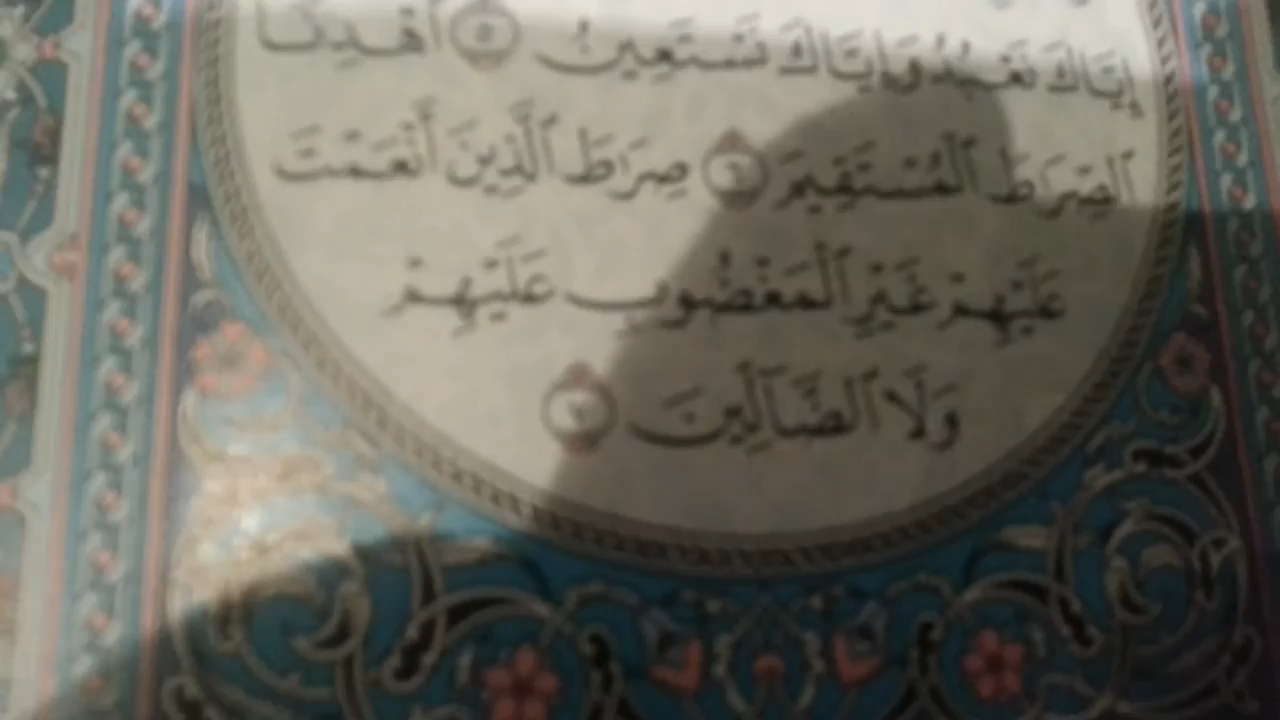 إِيَّاكَ نَعْبُدُ وَإِيَّاكَ نَسْتَعِينُ ٥ ٱهْدِنَا
ٱلصِّرَٰطَ ٱلْمُسْتَقِيمَ ٦ صِرَٰطَ ٱلَّذِينَ أَنْعَمْتَ
عَلَيْهِمْ غَيْرِ ٱلْمَغْضُوبِ عَلَيْهِمْ
وَلَا ٱلضَّآلِّينَ ٧